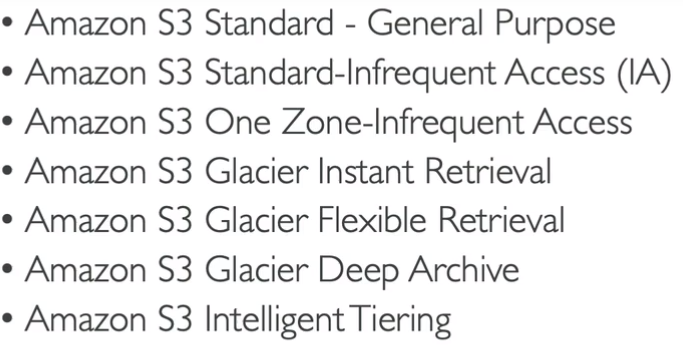 • Amazon S3 Standard - General Purpose
• Amazon S3 Standard-Infrequent Access (IA)
• Amazon S3 One Zone-Infrequent Access
• Amazon S3 Glacier Instant Retrieval
• Amazon S3 Glacier Flexible Retrieval
• Amazon S3 Glacier Deep Archive
• Amazon S3 Intelligent Tiering